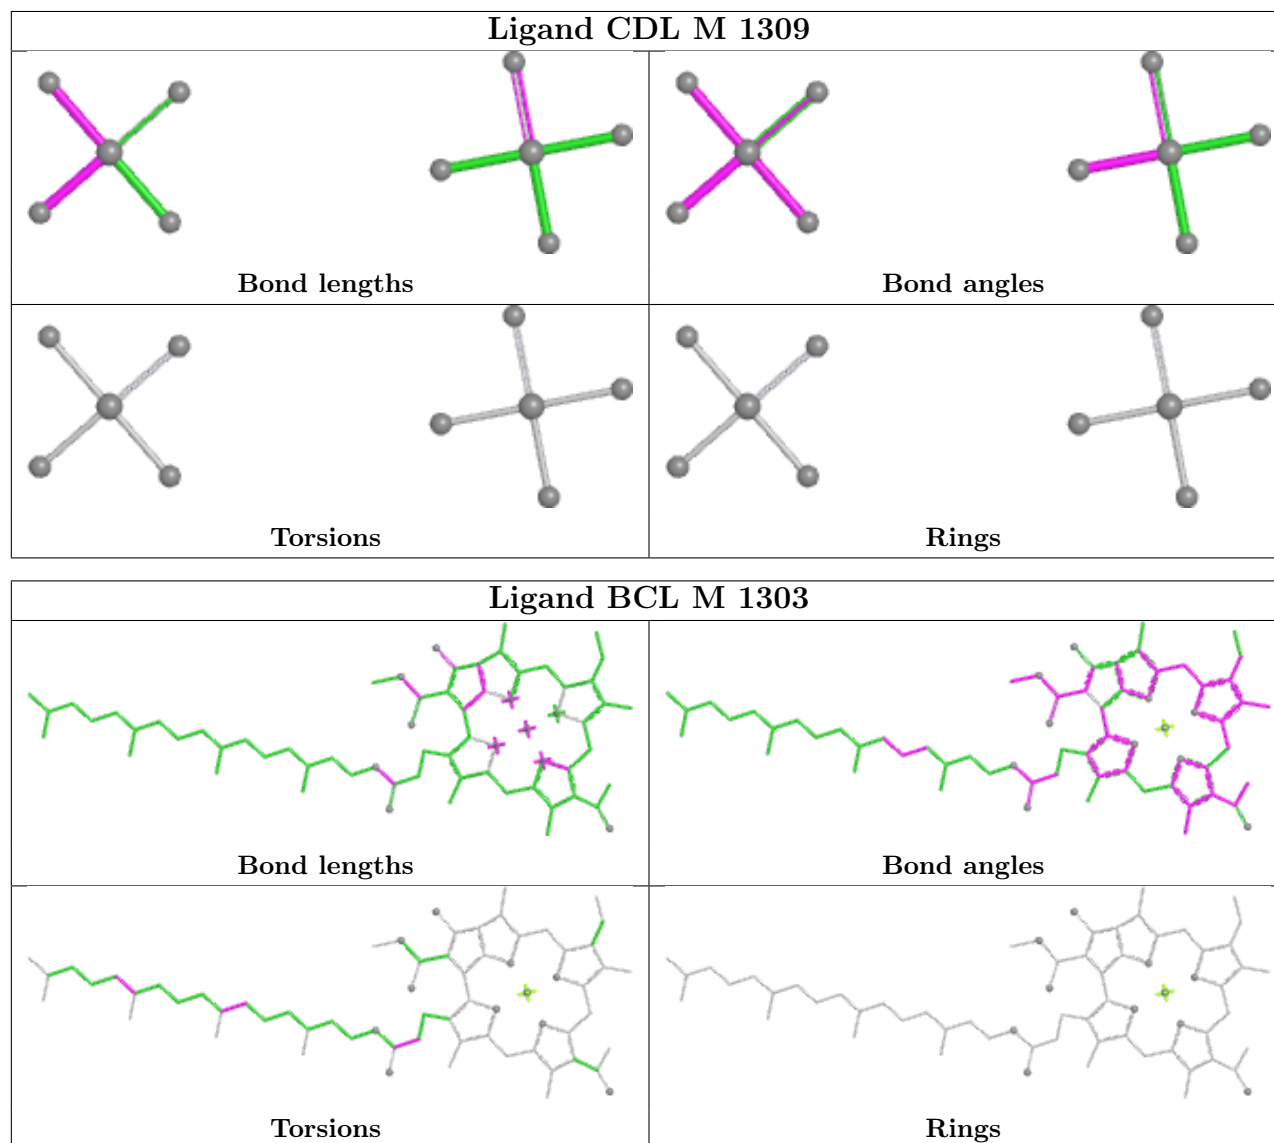 Ligand CDL M 1309
Bond lengths
Bond angles
Torsions
Rings
Ligand BCL M 1303
Bond lengths
Bond angles
Torsions
Rings